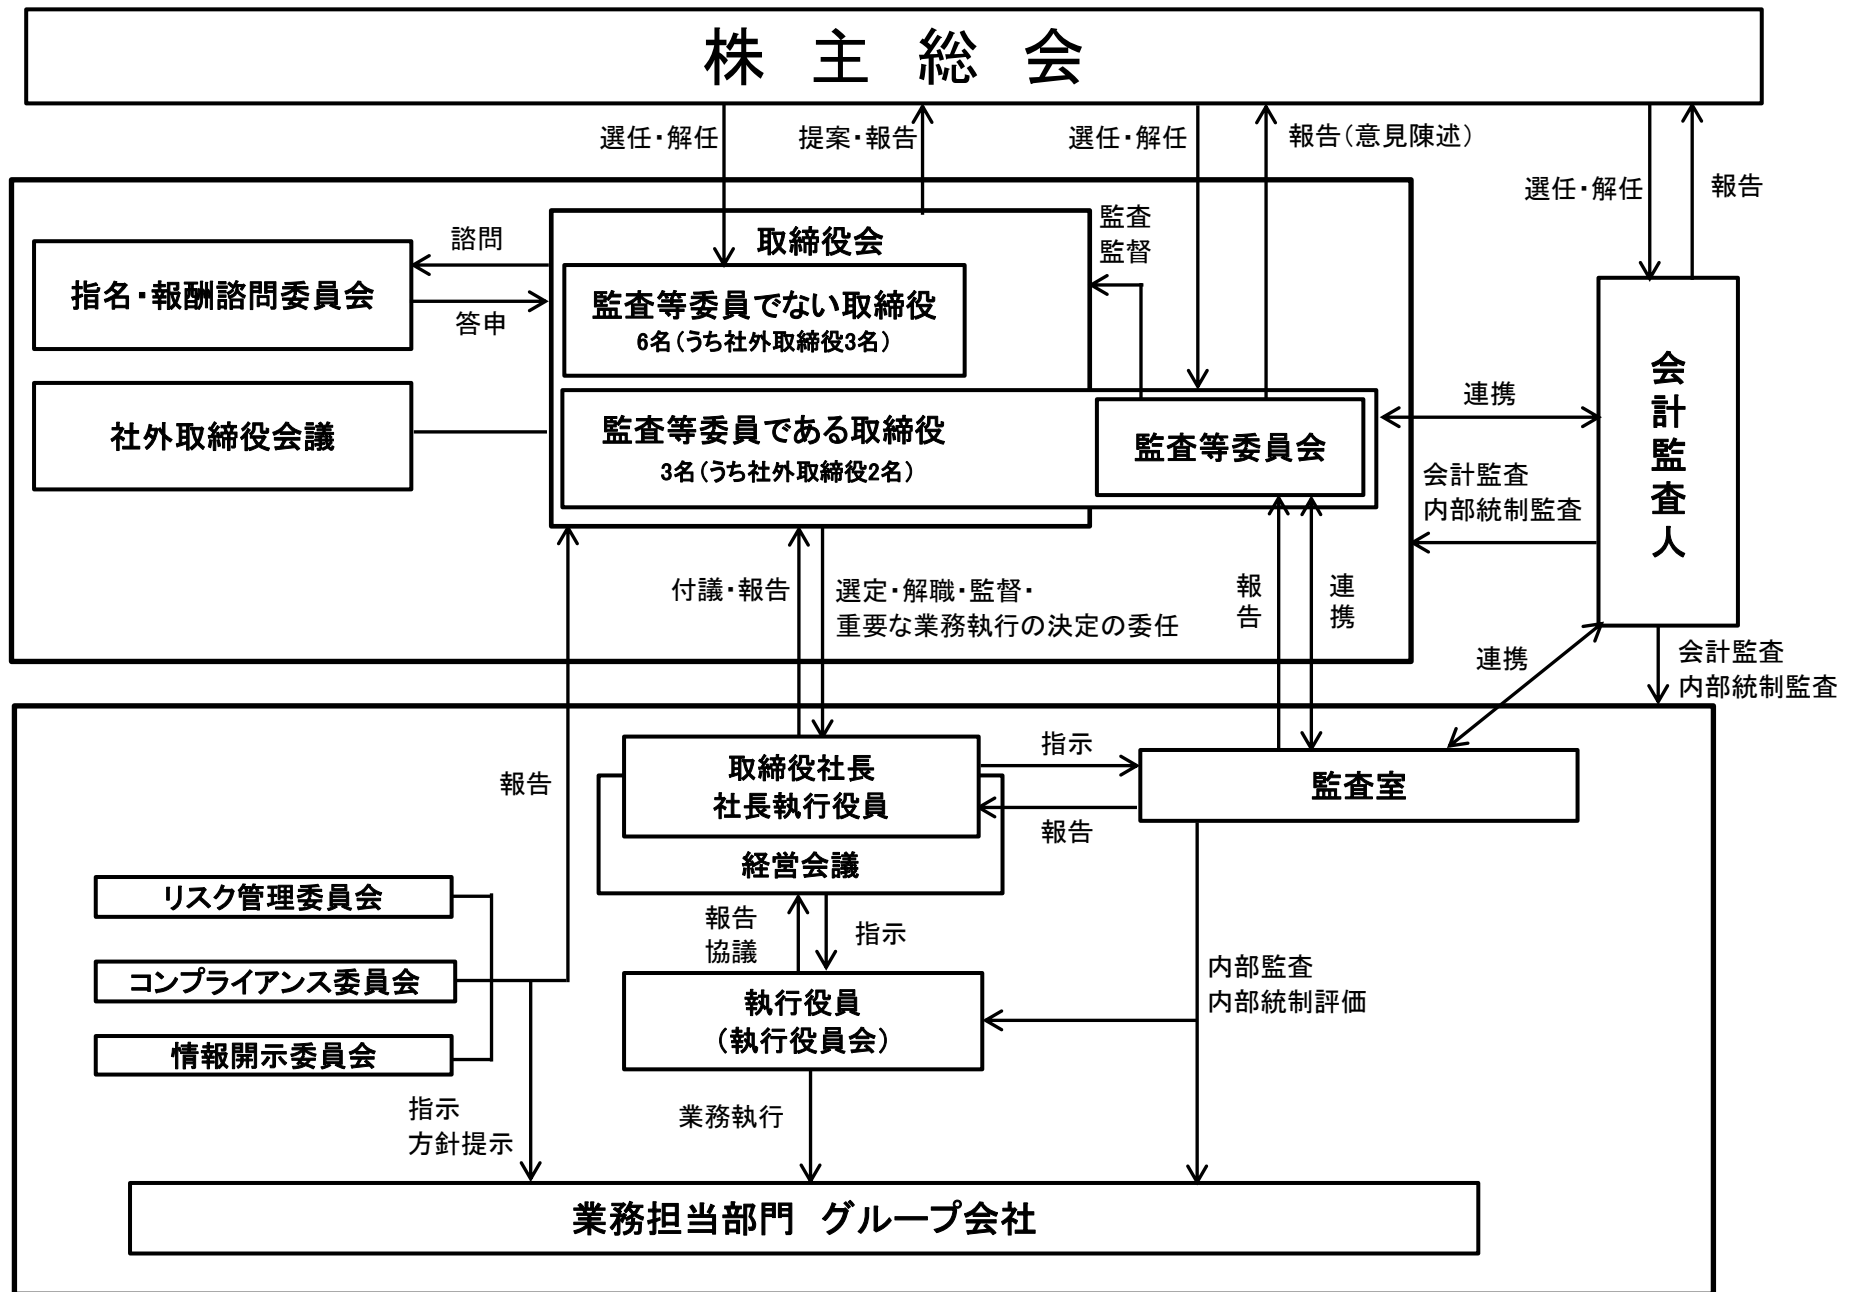 株　主　総　会
選任・解任
提案・報告
選任・解任
報告（意見陳述）
選任・解任
報告
諮問
取締役会
監査
監督
指名・報酬諮問委員会
答申
監査等委員でない取締役
6名（うち社外取締役3名）
社外取締役会議
監査等委員である取締役
3名（うち社外取締役2名）
監査等委員会
連携
会計監査人
会計監査
内部統制監査
付議・報告
選定・解職・監督・
重要な業務執行の決定の委任
報告
連携
連携
会計監査
内部統制監査
報告
取締役社長
社長執行役員
指示
監査室
報告
経営会議
リスク管理委員会
報告
協議
指示
コンプライアンス委員会
内部監査
内部統制評価
執行役員
（執行役員会）
情報開示委員会
指示
方針提示
業務執行
業務担当部門　グループ会社